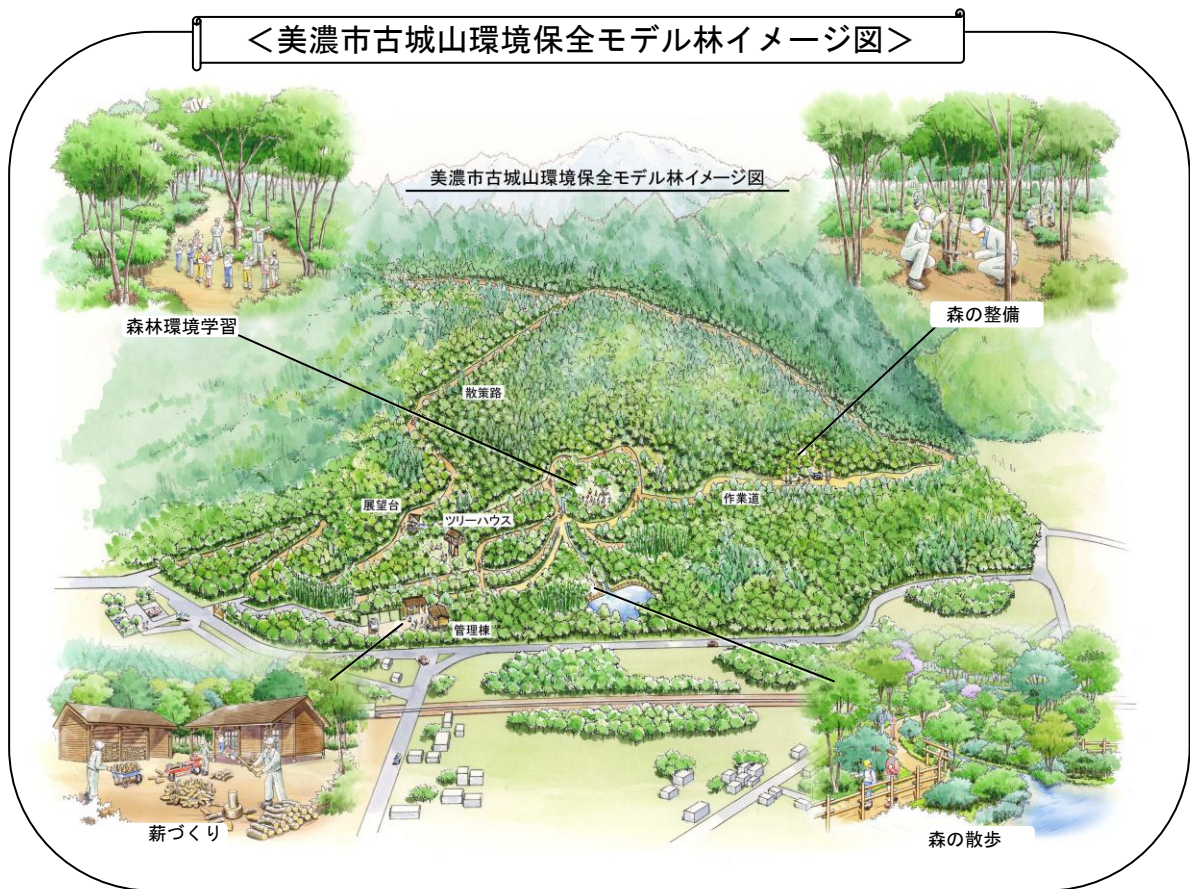 ＜美濃市古城山環境保全モデル林イメージ図＞
美濃市古城山環境保全モデル林イメージ図
森林環境学習
森の整備
散策路
展望台
ツリーハウス
作業道
管理棟
薪づくり
森の散歩